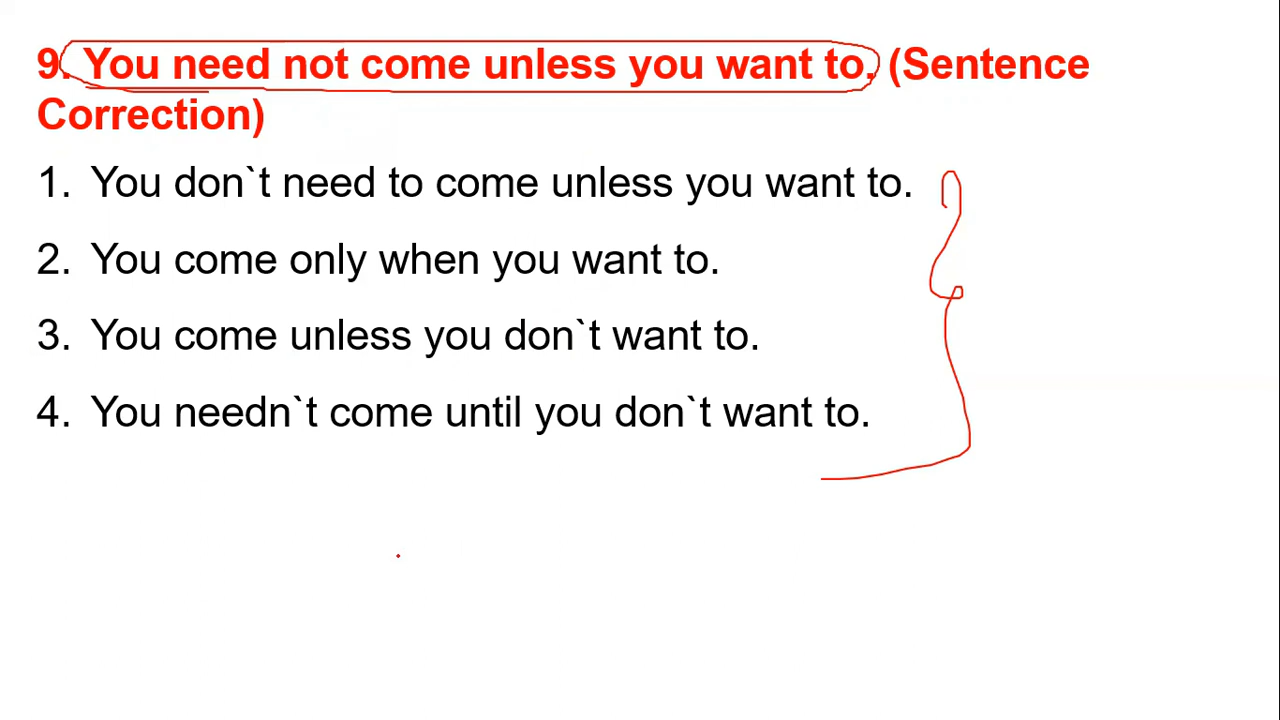 9. You need not come unless you want to. (Sentence
Correction)
1. You don`t need to come unless you want to.
2. You come only when you want to.
3. You come unless you don`t want to.
4. You needn`t come until you don`t want to.